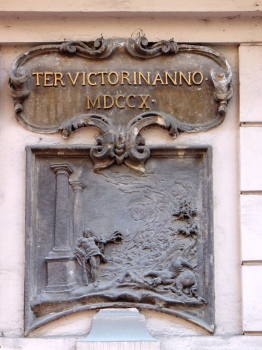 TER VICTOR IN ANNO·
MDCCX·